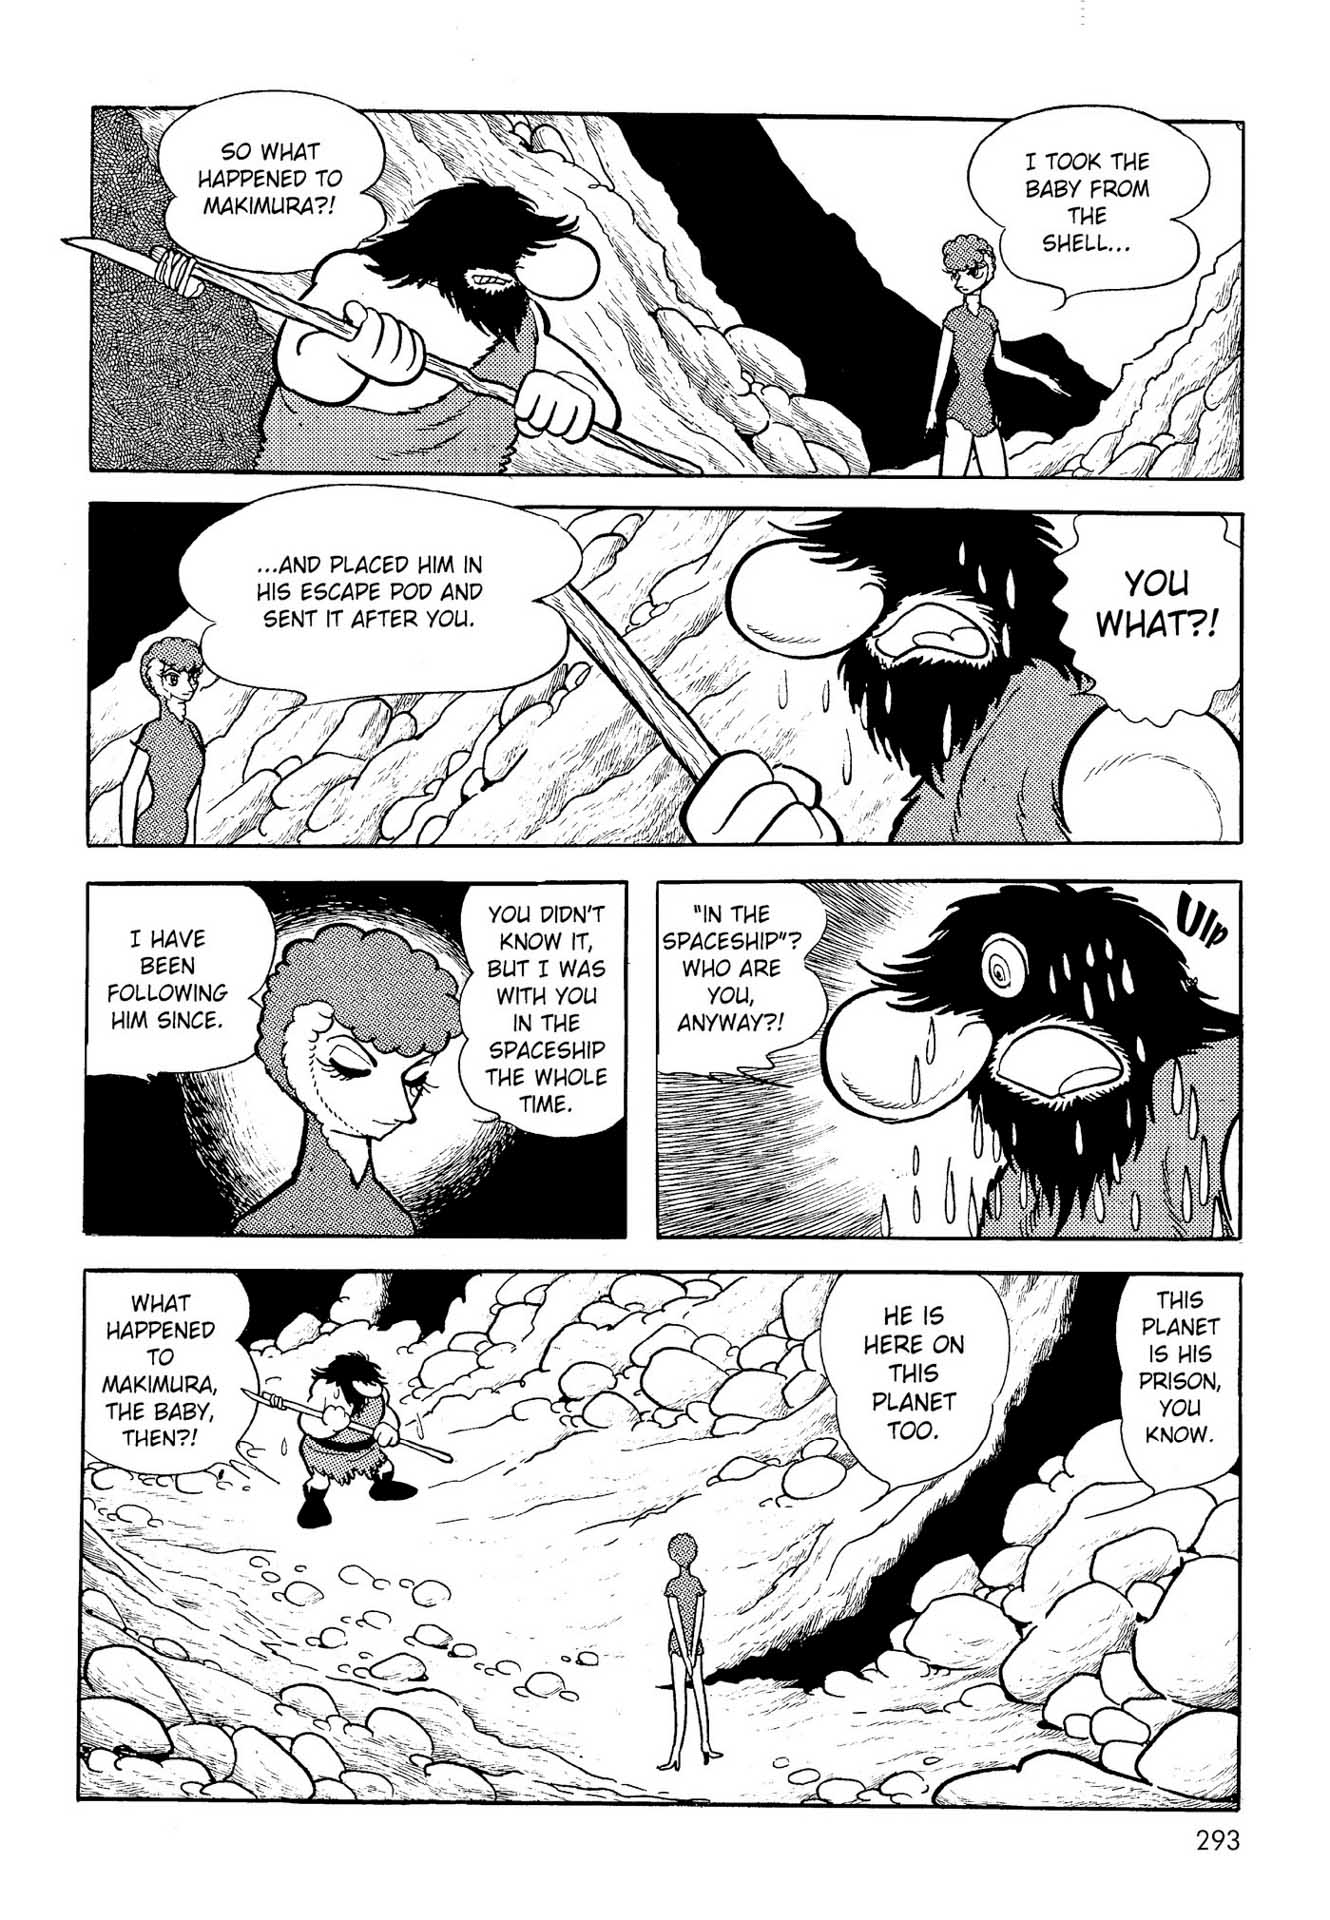 SO WHAT
HAPPENED TO
MAKIMURA?!
I TOOK THE
BABY FROM
THE
SHELL...
...AND PLACED HIM IN
HIS ESCAPE POD AND
SENT IT AFTER YOU.
YOU
WHAT?!
I HAVE
BEEN
FOLLOWING
HIM SINCE.
YOU DIDN'T
KNOW IT,
BUT I WAS
WITH YOU
IN THE
SPACESHIP
THE WHOLE
TIME.
"IN THE
SPACESHIP"?
WHO ARE
YOU,
ANYWAY?!
Ulp
WHAT
HAPPENED
TO
MAKIMURA,
THE BABY,
THEN?!
HE IS
HERE ON
THIS
PLANET
TOO.
THIS
PLANET
IS HIS
PRISON,
YOU
KNOW.
293